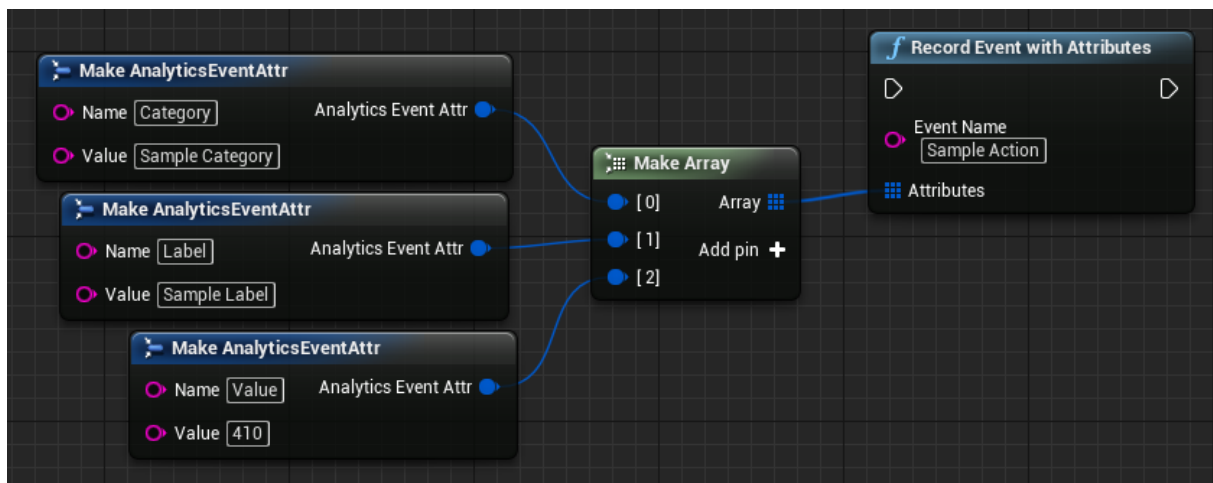 Make AnalyticsEventAttr
Name Category Analytics Event Attr
Value Sample Category
Make AnalyticsEventAttr
Name Label Analytics Event Attr
Value Sample Label
Make AnalyticsEventAttr
Name Value Analytics Event Attr
Value 410
Make Array
[0] Array
[1]
Add pin
[2]
f Record Event with Attributes
Event Name
Sample Action
Attributes